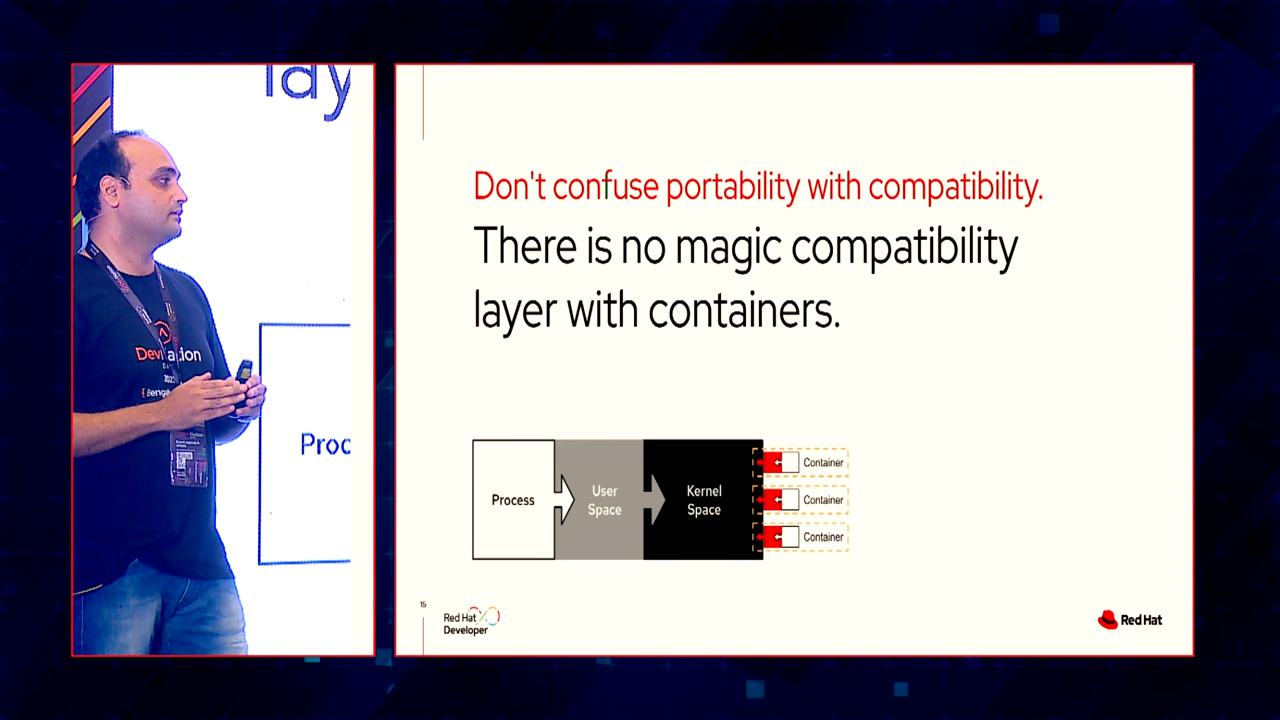 lay
Proc
Don't confuse portability with compatibility.
There is no magic compatibility
layer with containers.
Process
User
Space
Kernel
Space
Container
Container
Container
15
Red Hat
Developer
Red Hat